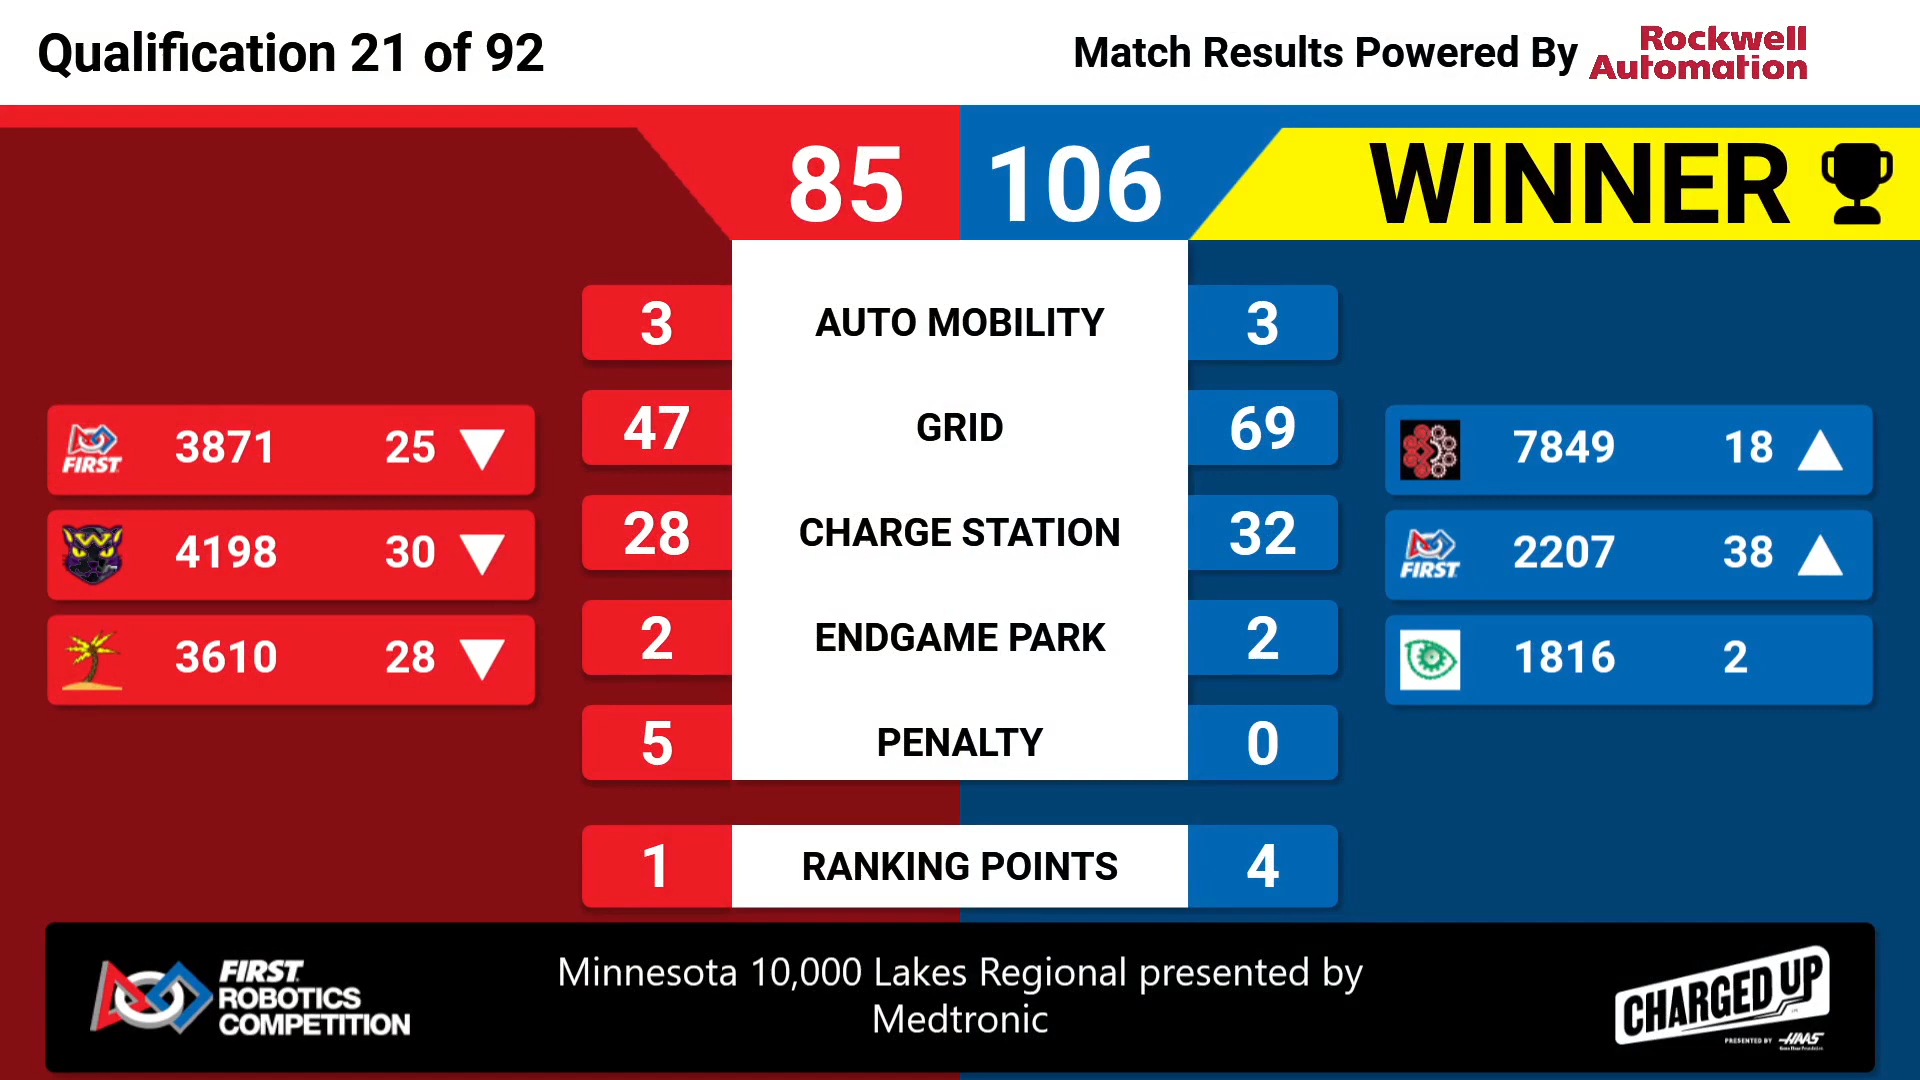 Qualification 21 of 92
Match Results Powered By
Rockwell
Automation
85 106 WINNER
3 AUTO MOBILITY 3
47 GRID 69
3871 25
7849 18
28 CHARGE STATION 32
4198 30
2207 38
2 ENDGAME PARK 2
3610 28
1816 2
5 PENALTY 0
1 RANKING POINTS 4
FIRST
FIRST
FIRST
ROBOTICS
COMPETITION
Minnesota 10,000 Lakes Regional presented by
Medtronic
CHARGED UP
PRESENTED BY HAAS